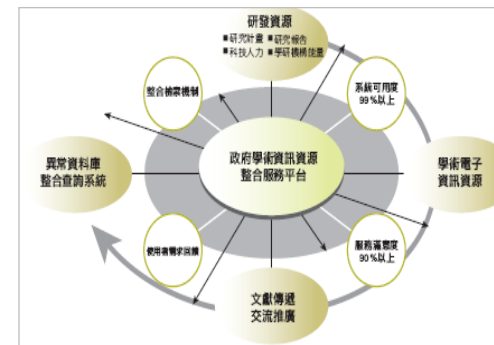 研發資源
■研究計畫 ■研究報告
■科技人力 ■學研機構能量
整合檢索機制
系統可用度
99%以上
政府學術資訊資源
整合服務平台
異常資料庫
整合查詢系統
學術電子
資訊資源
使用者需求回饋
服務滿意度
90%以上
文獻傳遞
交流推廣